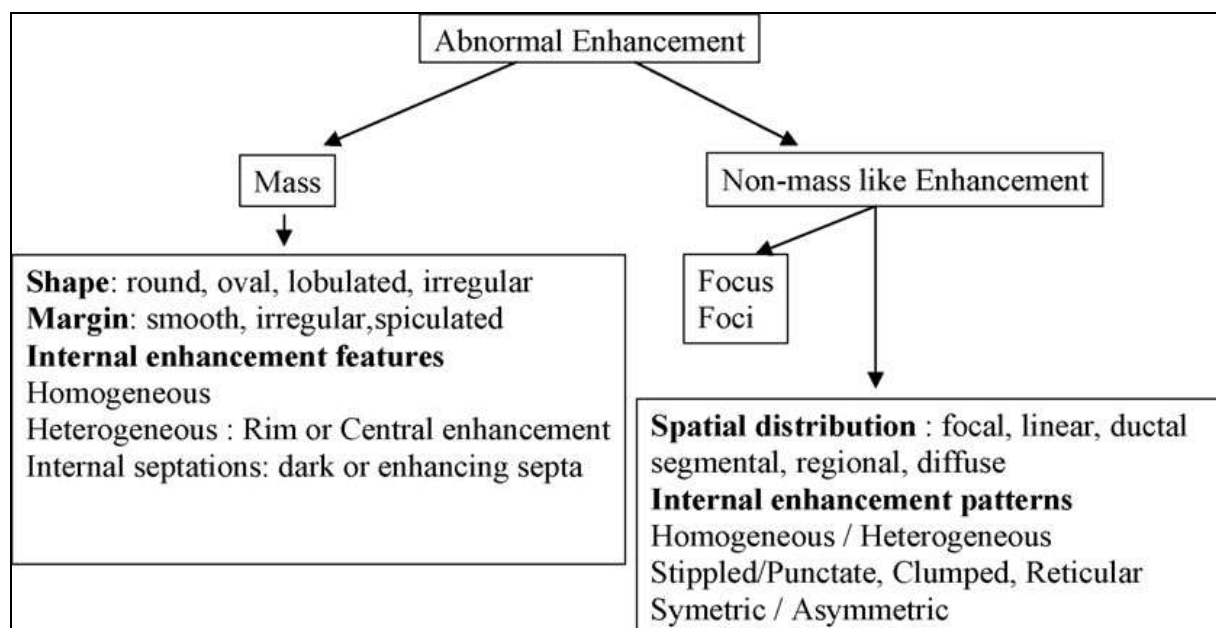 Abnormal Enhancement
Mass
Non-mass like Enhancement
Shape: round, oval, lobulated, irregular
Margin: smooth, irregular,spiculated
Internal enhancement features
Homogeneous
Heterogeneous : Rim or Central enhancement
Internal septations: dark or enhancing septa
Focus
Foci
Spatial distribution : focal, linear, ductal
segmental, regional, diffuse
Internal enhancement patterns
Homogeneous / Heterogeneous
Stippled/Punctate, Clumped, Reticular
Symetric / Asymmetric